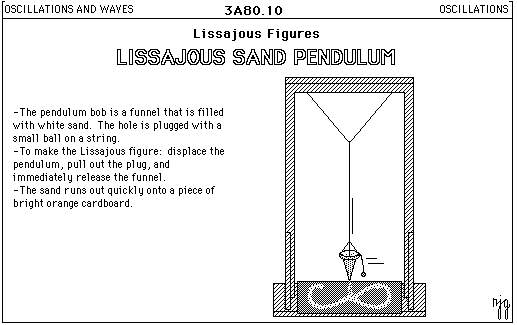 OSCILLATIONS AND WAVES
3A80.10
OSCILLATIONS
Lissajous Figures
LISSAJOUS SAND PENDULUM
-The pendulum bob is a funnel that is filled
with white sand. The hole is plugged with a
small ball on a string.
-To make the Lissajous figure: displace the
pendulum, pull out the plug, and
immediately release the funnel.
-The sand runs out quickly onto a piece of
bright orange cardboard.